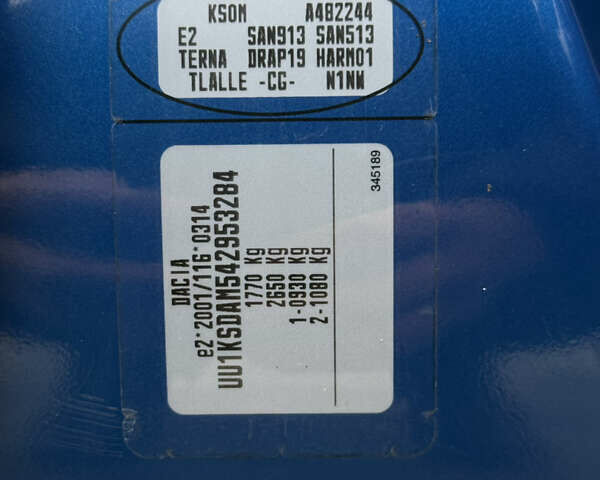 KSOM A482244
E2 SAN913 SAN513
TERNA DRAP19 HARM01
TLALLE -CG- N1NW
DACIA
e2*2001/116*0314
UU1KSDAM542953284
1770 Kg
2650 Kg
1-0930 Kg
2-1080 Kg
345189